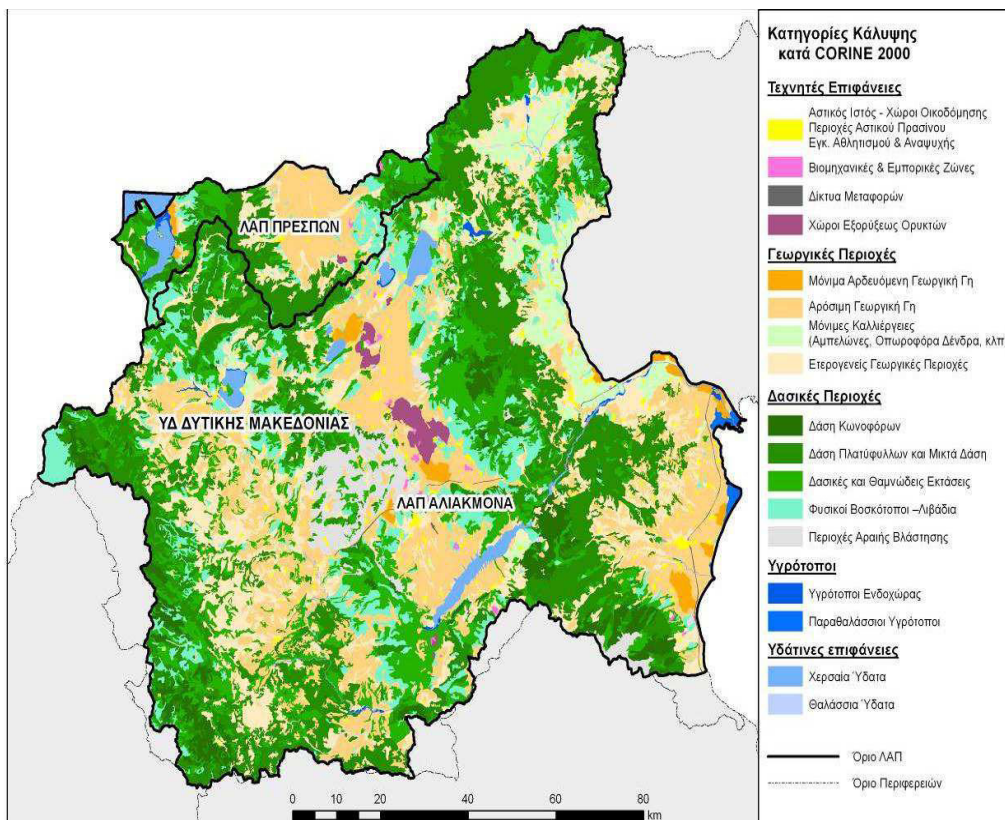 ΛΑΠ ΠΡΕΣΠΩΝ
ΥΔ ΔΥΤΙΚΗΣ ΜΑΚΕΔΟΝΙΑΣ
ΛΑΠ ΑΛΙΑΚΜΟΝΑ
0 10 20 40 60 80
km
Κατηγορίες Κάλυψης
κατά CORINE 2000
Τεχνητές Επιφάνειες
Αστικός Ιστός - Χώροι Οικοδόμησης
Περιοχές Αστικού Πρασίνου
Εγκ. Αθλητισμού & Αναψυχής
Βιομηχανικές & Εμπορικές Ζώνες
Δίκτυα Μεταφορών
Χώροι Εξορύξεως Ορυκτών
Γεωργικές Περιοχές
Μόνιμα Αρδευόμενη Γεωργική Γη
Αρόσιμη Γεωργική Γη
Μόνιμες Καλλιέργειες
(Αμπελώνες, Οπωροφόρα Δένδρα, κλπ
Ετερογενείς Γεωργικές Περιοχές
Δασικές Περιοχές
Δάση Κωνοφόρων
Δάση Πλατύφυλλων και Μικτά Δάση
Δασικές και Θαμνώδεις Εκτάσεις
Φυσικοί Βοσκότοποι –Λιβάδια
Περιοχές Αραιής Βλάστησης
Υγρότοποι
Υγρότοποι Ενδοχώρας
Παραθαλάσσιοι Υγρότοποι
Υδάτινες επιφάνειες
Χερσαία Ύδατα
Θαλάσσια Ύδατα
Όριο ΛΑΠ
Όριο Περιφερειών